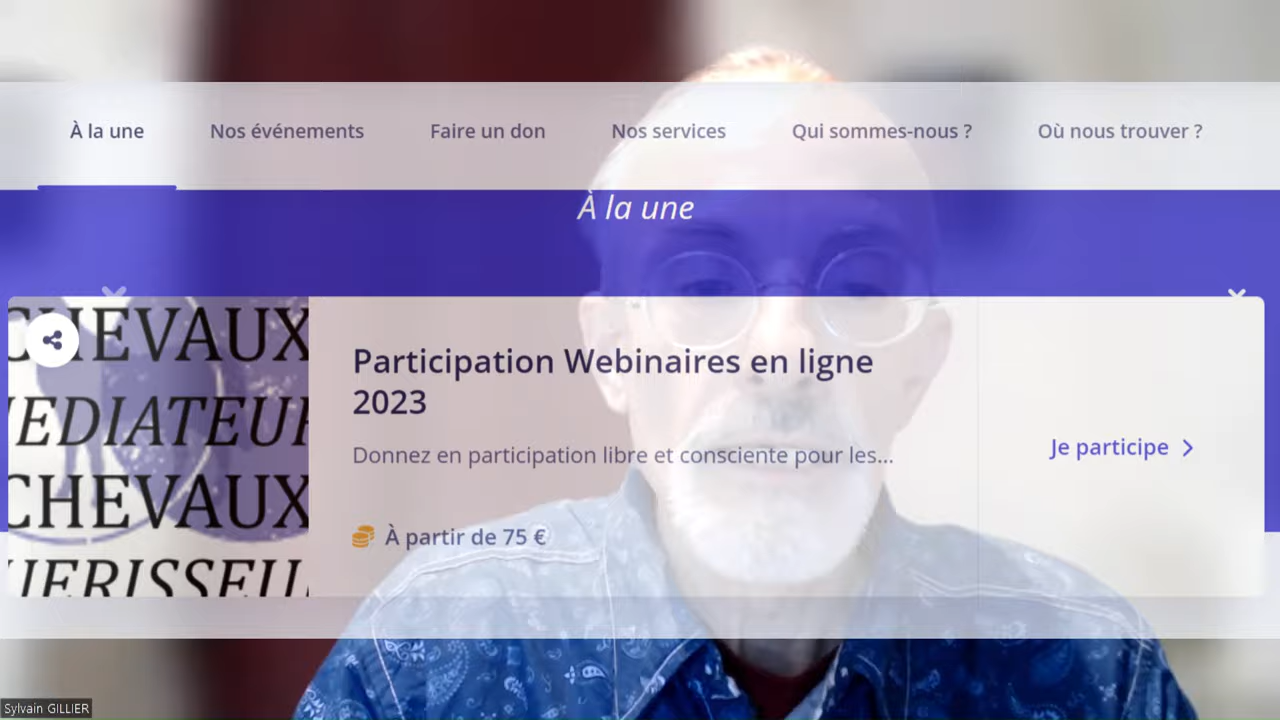 À la une
Nos événements
Faire un don
Nos services
Qui sommes-nous ?
Où nous trouver ?
À la une
CHEVAUX
CHEVAUX
Participation Webinaires en ligne
2023
Donnez en participation libre et consciente pour les...
À partir de 75 €
Je participe
Sylvain GILLIER